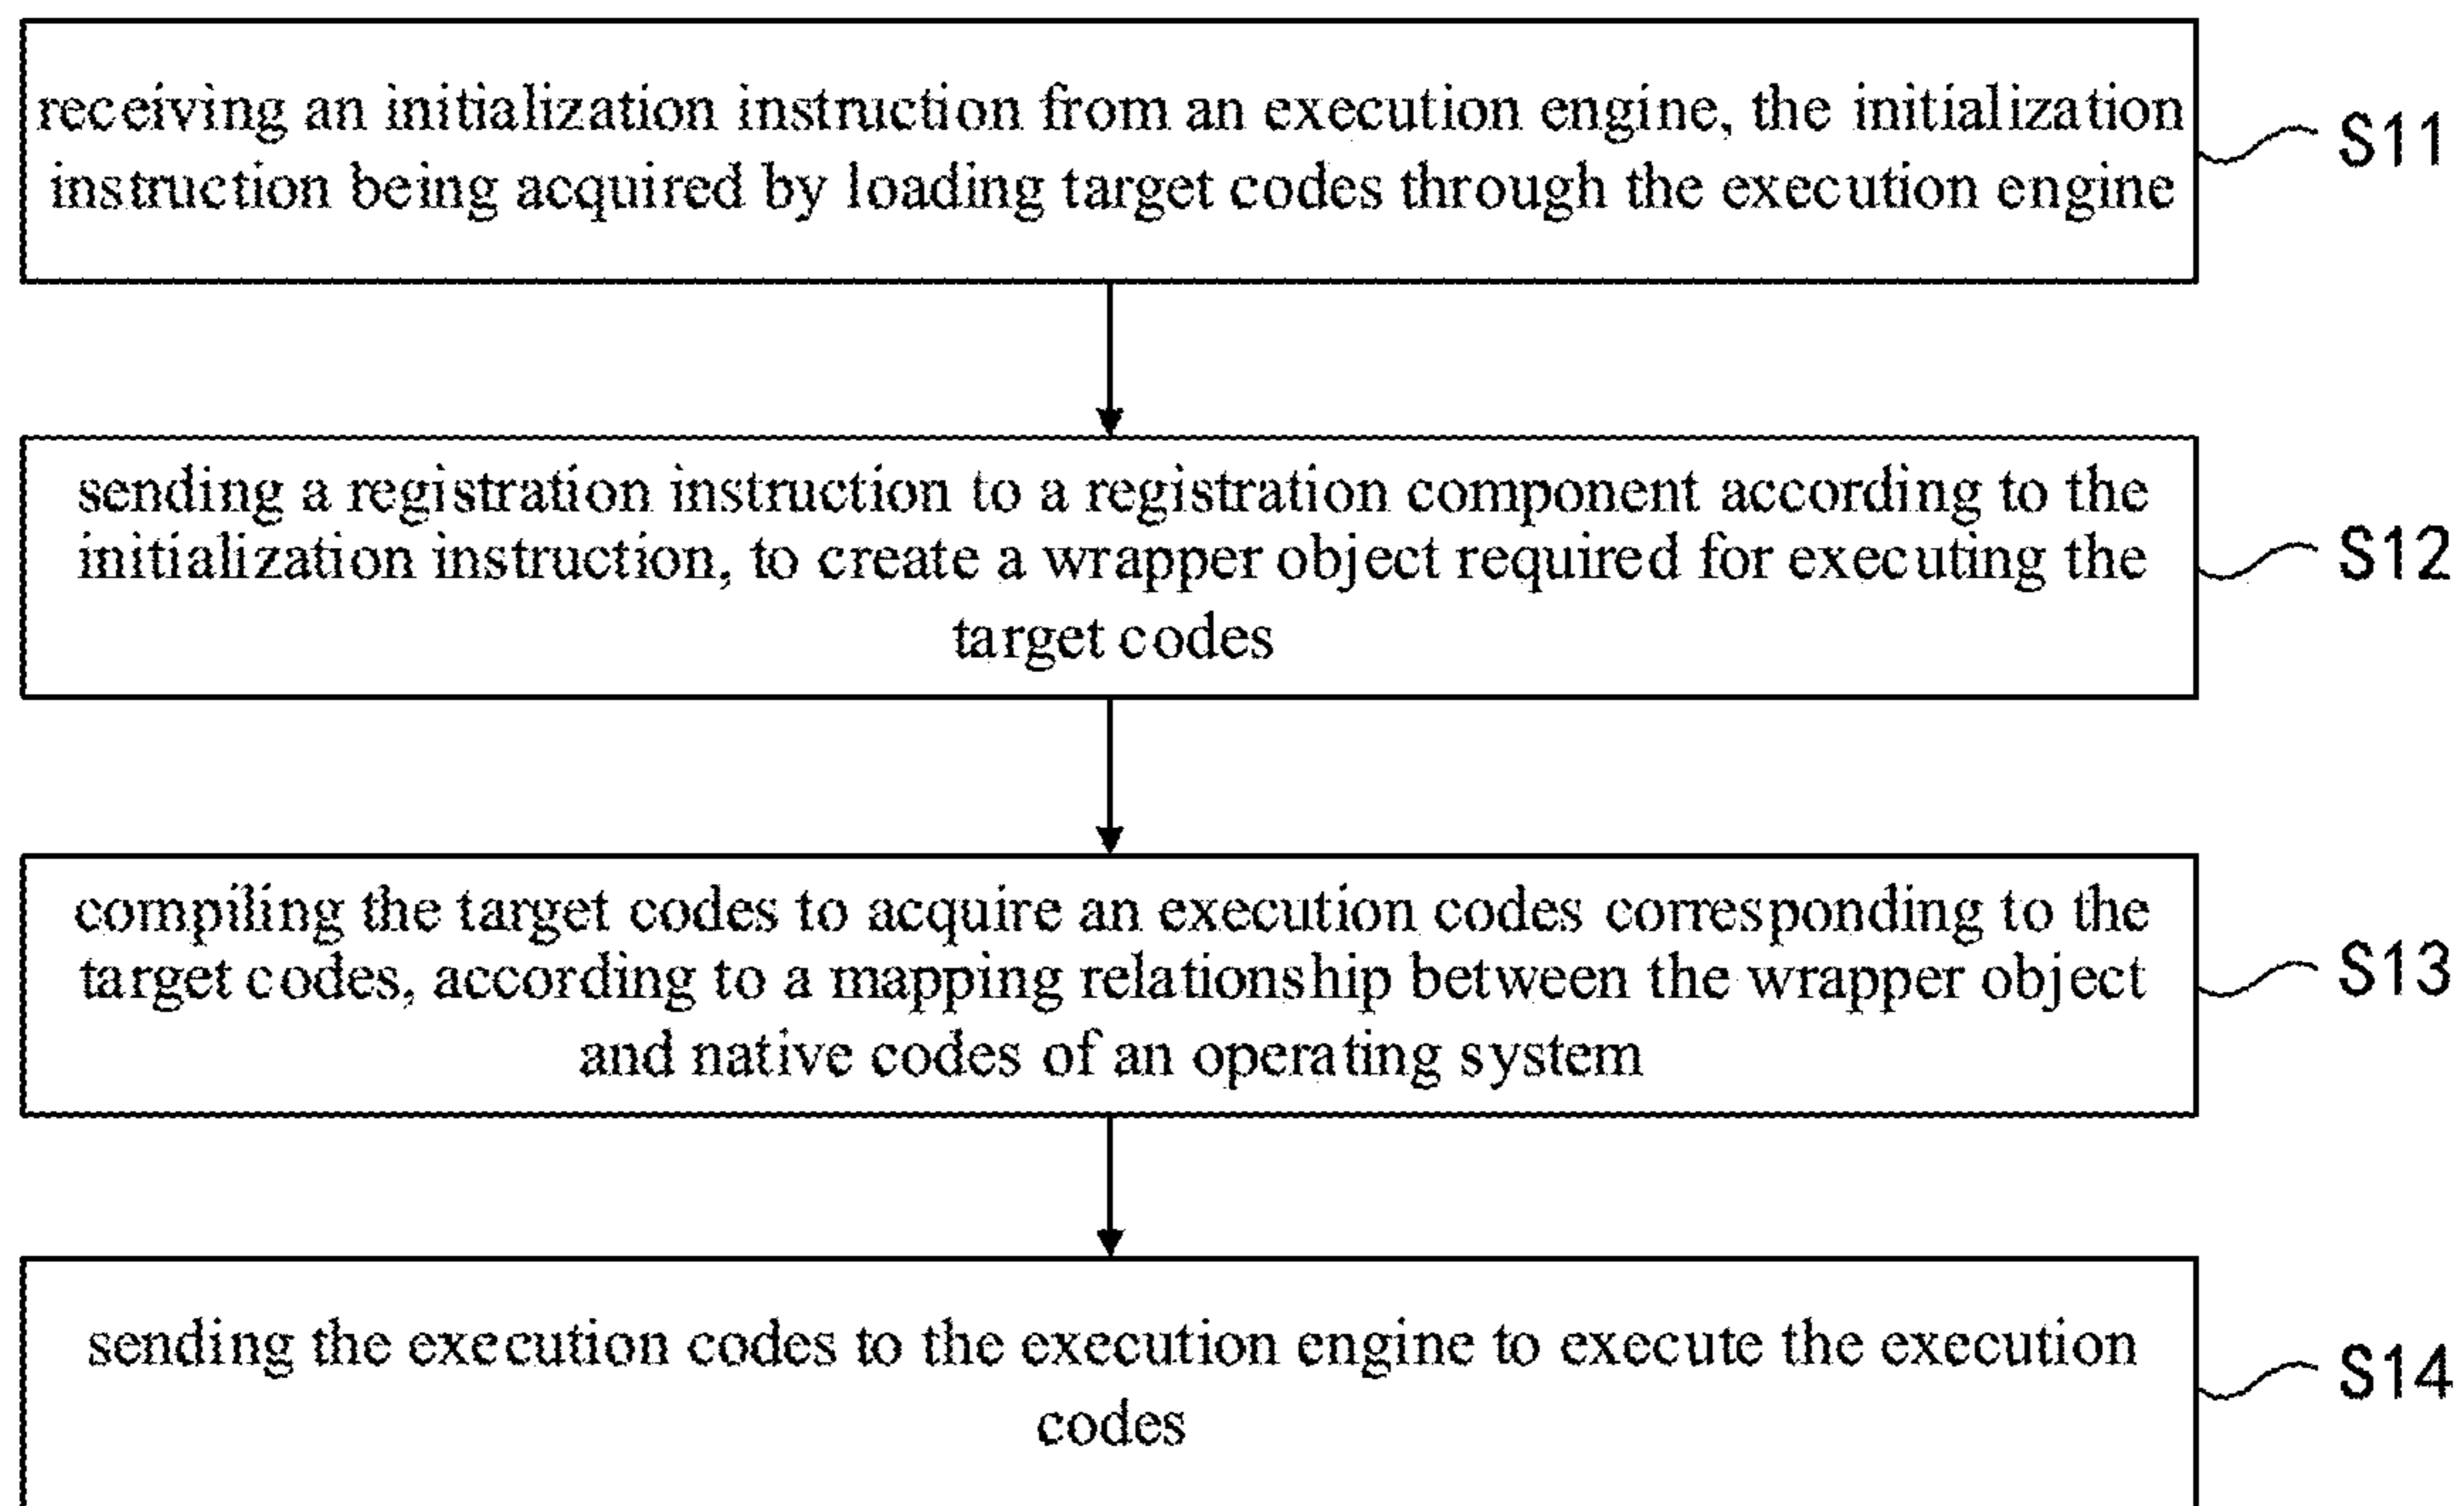 receiving an initialization instruction from an execution engine, the initialization
instruction being acquired by loading target codes through the execution engine
S11
sending a registration instruction to a registration component according to the
initialization instruction, to create a wrapper object required for executing the
target codes
S12
compiling the target codes to acquire an execution codes corresponding to the
target codes, according to a mapping relationship between the wrapper object
and native codes of an operating system
S13
sending the execution codes to the execution engine to execute the execution
codes
S14